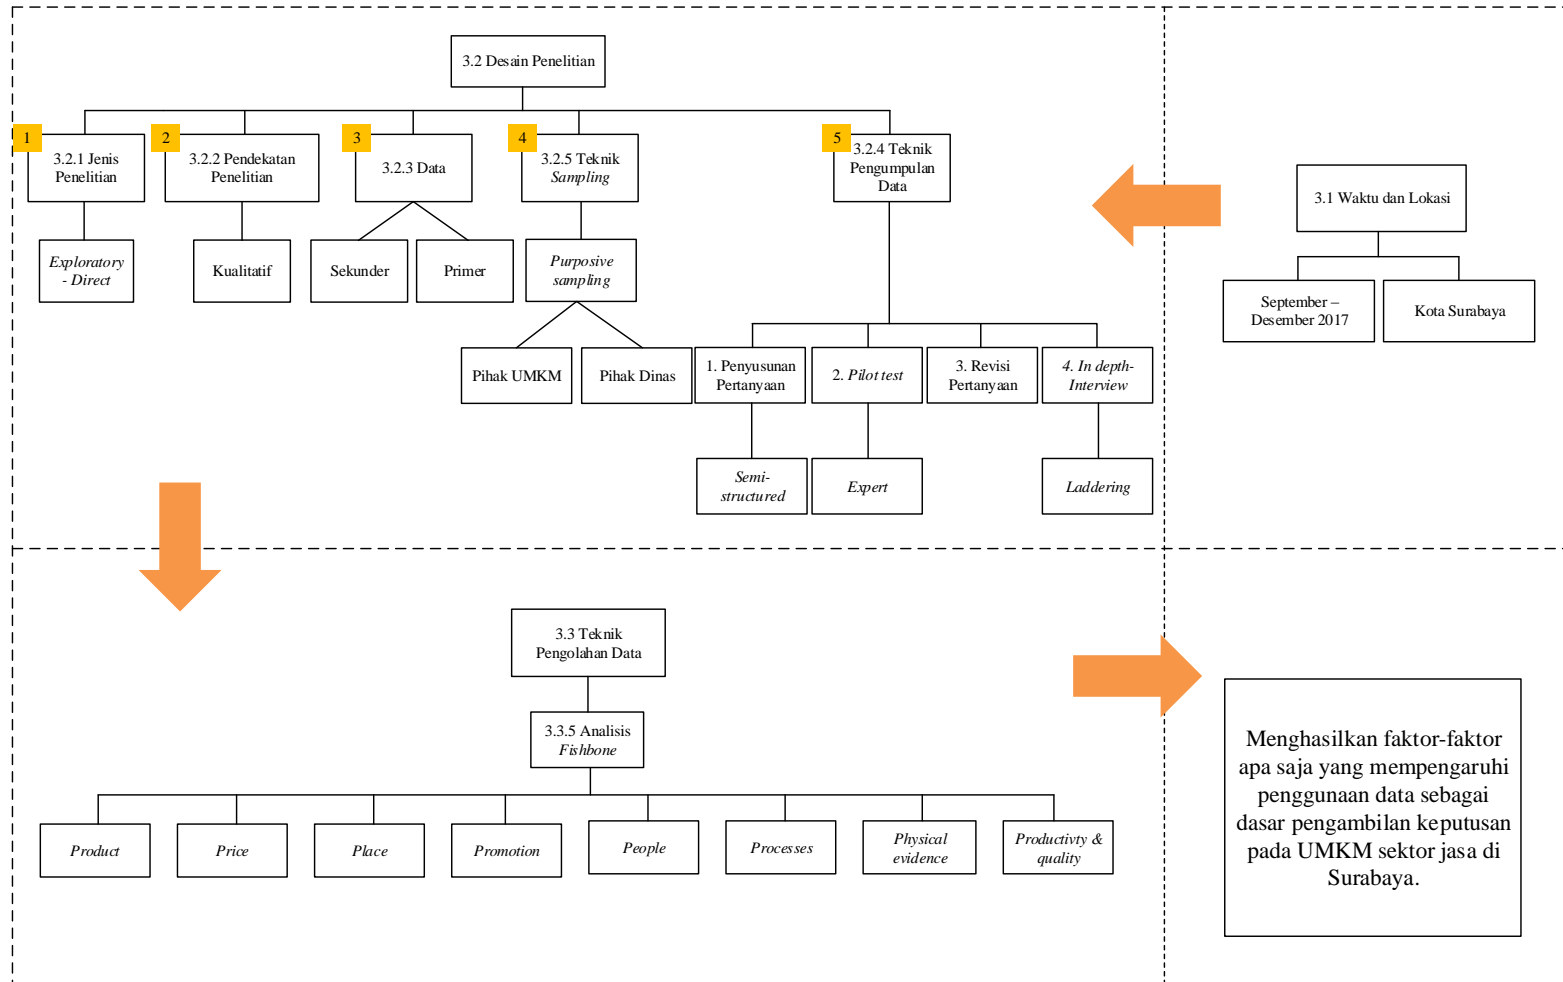 3.2 Desain Penelitian
1
3.2.1 Jenis
Penelitian
2
3.2.2 Pendekatan
Penelitian
3
3.2.3 Data
4
3.2.5 Teknik
Sampling
5
3.2.4 Teknik
Pengumpulan
Data
Exploratory
- Direct
Kualitatif
Sekunder
Primer
Purposive
sampling
Pihak UMKM
Pihak Dinas
1. Penyusunan
Pertanyaan
2. Pilot test
3. Revisi
Pertanyaan
4. In depth-
Interview
Semi-
structured
Expert
Laddering
3.1 Waktu dan Lokasi
September –
Desember 2017
Kota Surabaya
3.3 Teknik
Pengolahan Data
3.3.5 Analisis
Fishbone
Product
Price
Place
Promotion
People
Processes
Physical
evidence
Productivty &
quality
Menghasilkan faktor-faktor
apa saja yang mempengaruhi
penggunaan data sebagai
dasar pengambilan keputusan
pada UMKM sektor jasa di
Surabaya.